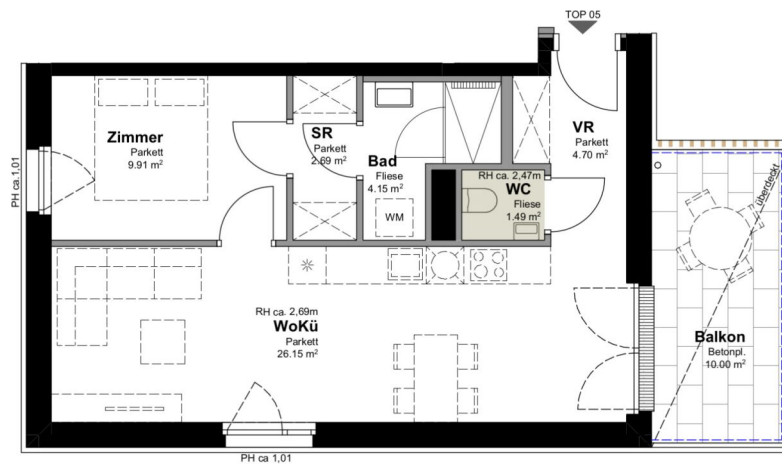 TOP 05
Zimmer
Parkett
9.91 m²
SR
Parkett
2.69 m²
Bad
Fliese
4.15 m²
WM
VR
Parkett
4.70 m²
RH ca. 2,47m
WC
Fliese
1.49 m²
PH ca.1,01
überdeckt
RH ca. 2,69m
WoKü
Parkett
26.15 m²
Balkon
Betonpl.
10.00 m²
PH ca 1,01